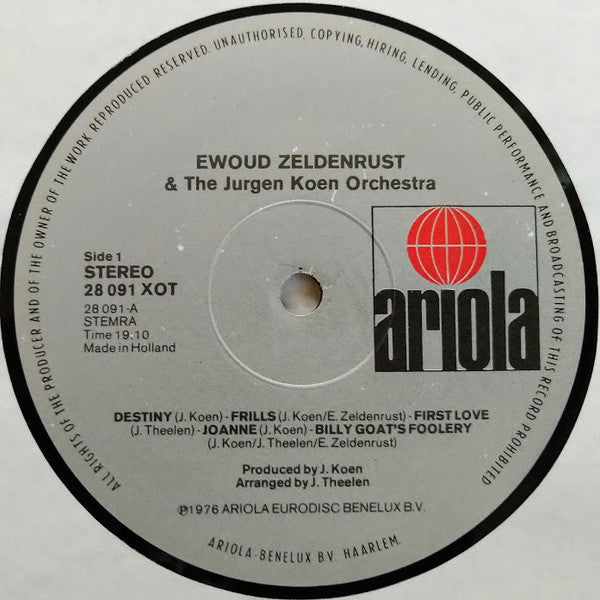 ALL RIGHTS OF THE PRODUCER AND OF THE OWNER OF THE WORK REPRODUCED RESERVED. UNAUTHORISED, COPYING, HIRING, LENDING, PUBLIC PERFORMANCE AND BROADCASTING OF THIS RECORD PROHIBITED
EWOUD ZELDENRUST
& The Jurgen Koen Orchestra
Side 1
STEREO
28 091 XOT
28 091-A
STEMRA
Time 19:10
Made in Holland
ariola
DESTINY (J. Koen) - FRILLS (J. Koen/E. Zeldenrust) - FIRST LOVE
(J. Theelen) - JOANNE (J. Koen) - BILLY GOAT'S FOOLERY
(J. Koen/J. Theelen/E. Zeldenrust)
Produced by J. Koen
Arranged by J. Theelen
℗1976 ARIOLA EURODISC BENELUX B.V.
ARIOLA-BENELUX B.V. HAARLEM.